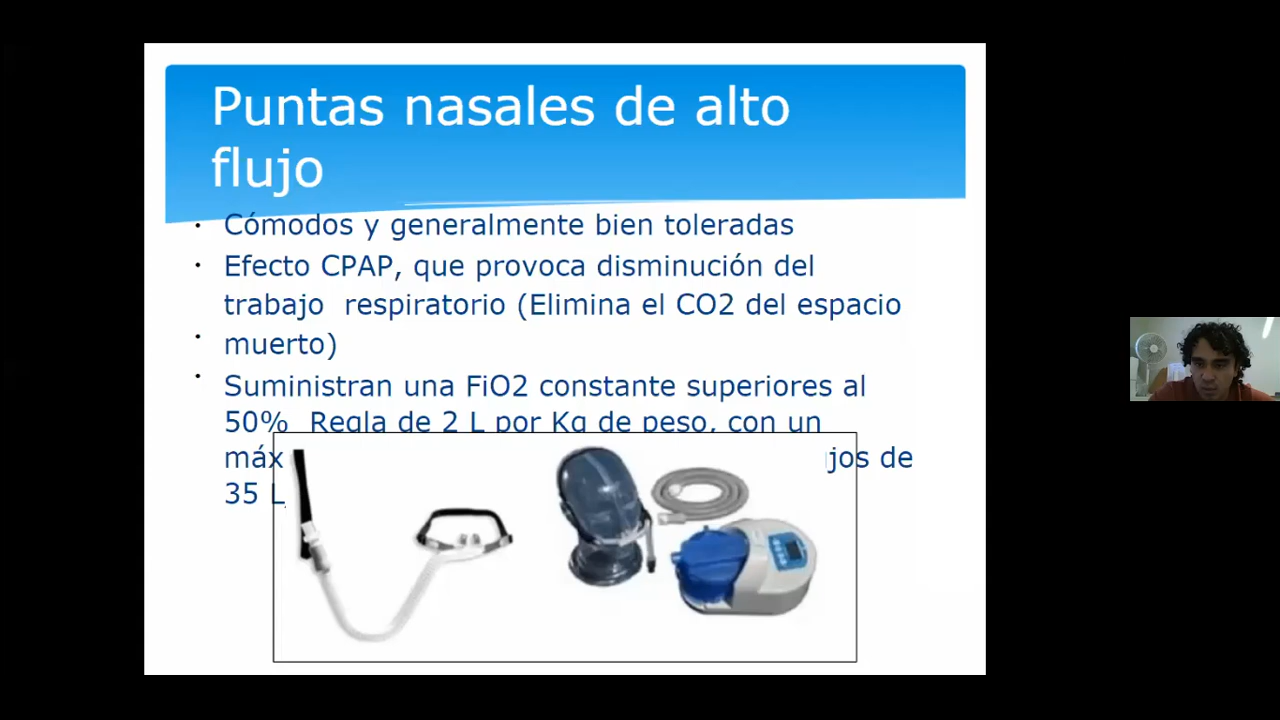 Puntas nasales de alto
flujo
• Cómodos y generalmente bien toleradas
• Efecto CPAP, que provoca disminución del
trabajo respiratorio (Elimina el CO2 del espacio
• muerto)
• Suministran una FiO2 constante superiores al
50% Regla de 2 L por Kg de peso, con un
máx jos de
35 L